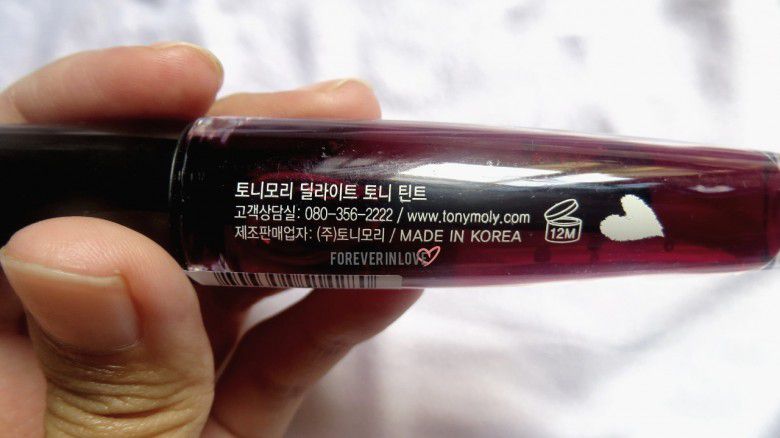 토니모리 딜라이트 토니 틴트
고객상담실: 080-356-2222 / www.tonymoly.com
제조판매업자: (주)토니모리 / MADE IN KOREA
12M
FOREVER IN LOVE